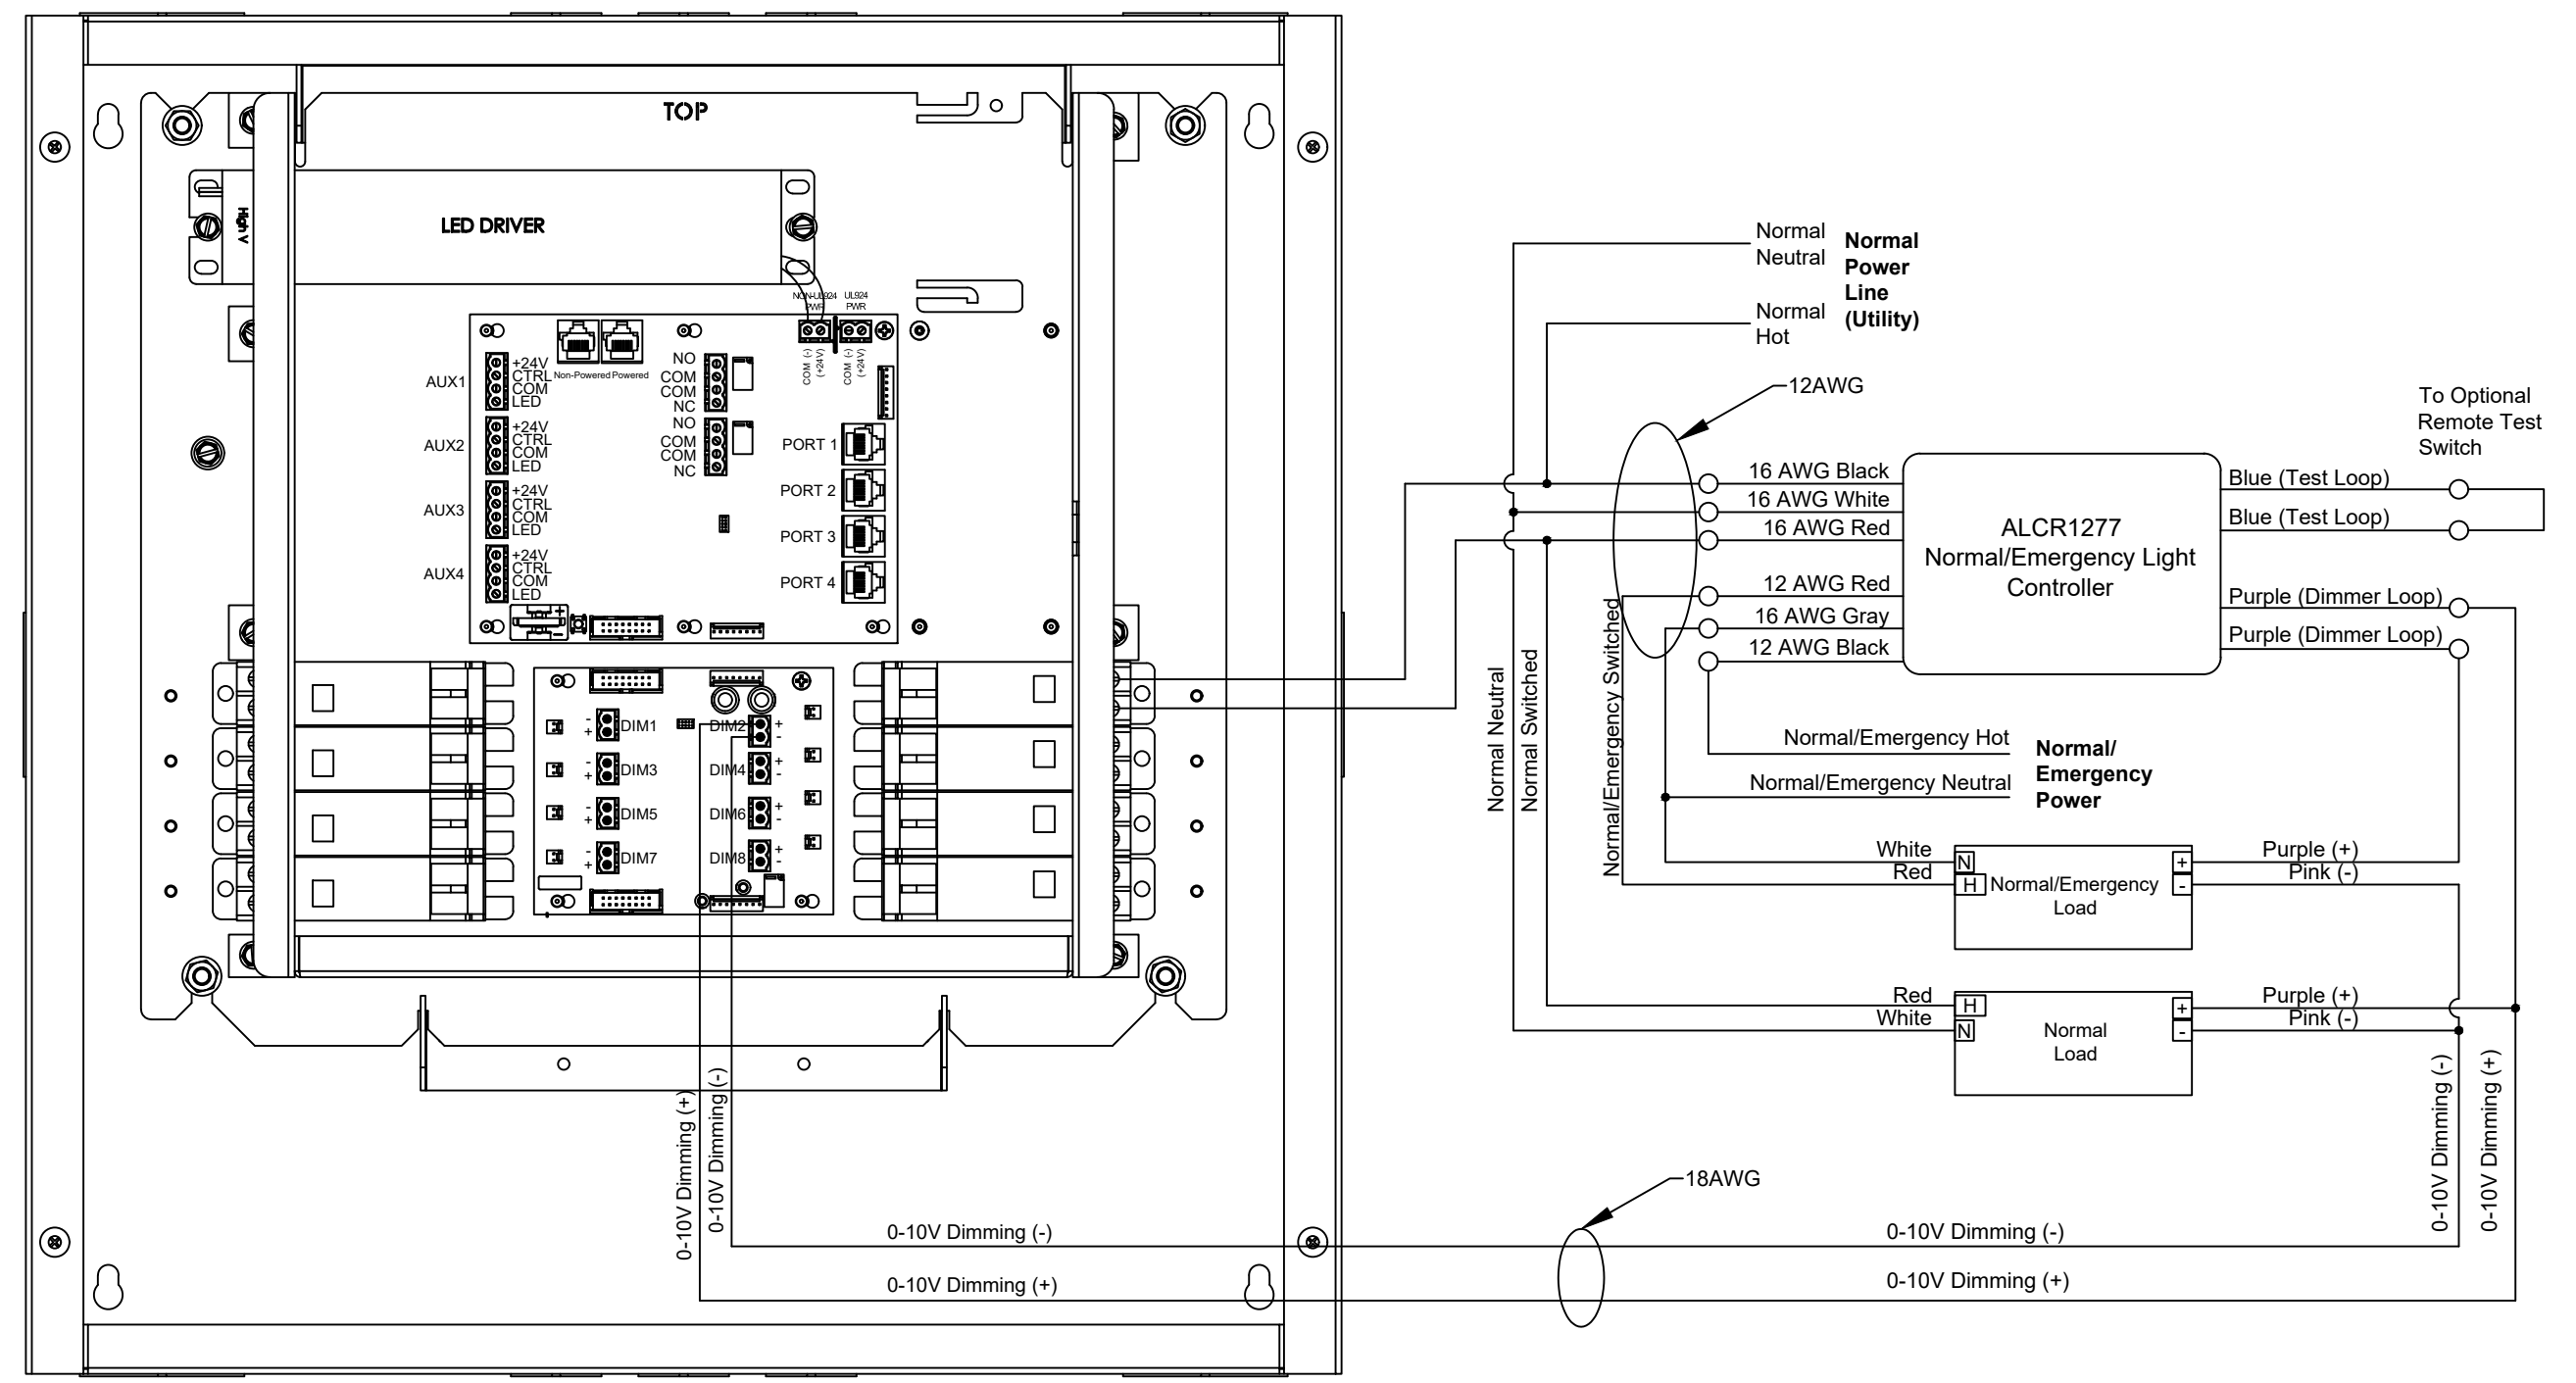 TOP
High V
LED DRIVER
NON-UL924
PWR
UL924
PWR
COM (-)
(+24V)
COM (-)
(+24V)
Non-Powered
Powered
AUX1
+24V
CTRL
COM
LED
AUX2
+24V
CTRL
COM
LED
AUX3
+24V
CTRL
COM
LED
AUX4
+24V
CTRL
COM
LED
+
-
NO
COM
COM
NC
NO
COM
COM
NC
PORT 1
PORT 2
PORT 3
PORT 4
-
+
DIM1
DIM2
+
-
-
+
DIM3
DIM4
+
-
-
+
DIM5
DIM6
+
-
-
+
DIM7
DIM8
+
-
0-10V Dimming (+)
0-10V Dimming (-)
0-10V Dimming (-)
0-10V Dimming (+)
Normal
Neutral
Normal
Hot
Normal
Power
Line
(Utility)
12AWG
16 AWG Black
16 AWG White
16 AWG Red
12 AWG Red
16 AWG Gray
12 AWG Black
ALCR1277
Normal/Emergency Light
Controller
To Optional
Remote Test
Switch
Blue (Test Loop)
Blue (Test Loop)
Purple (Dimmer Loop)
Purple (Dimmer Loop)
Normal Neutral
Normal Switched
Normal/Emergency Switched
Normal/Emergency Hot
Normal/Emergency Neutral
Normal/
Emergency
Power
White
Red
N
H
Normal/Emergency
Load
+
-
Purple (+)
Pink (-)
Red
White
H
N
Normal
Load
+
-
Purple (+)
Pink (-)
0-10V Dimming (-)
0-10V Dimming (+)
18AWG
0-10V Dimming (-)
0-10V Dimming (+)